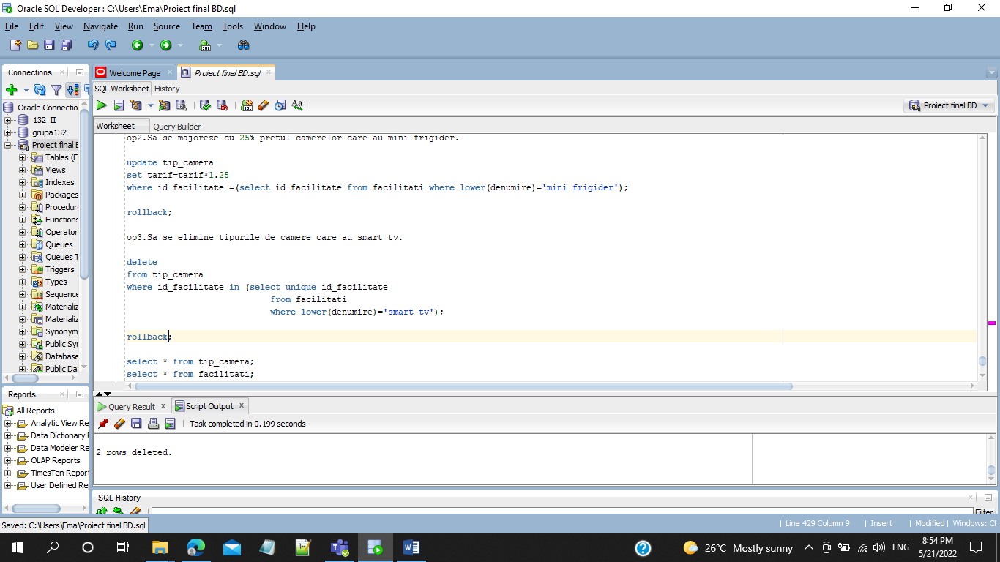 Oracle SQL Developer : C:\Users\Ema\Proiect final BD.sql
File Edit View Navigate Run Source Team Tools Window Help
Connections
Oracle Connectio
132_II
grupa132
Proiect final B
Tables (F
Views
Indexes
Packages
Procedur
Functions
Operator
Queues
Queues T
Triggers
Types
Sequence
Materializ
Materializ
Synonym
Public Syn
Database
Public Dat
Reports
All Reports
Analytic View Re
Data Dictionary R
Data Modeler Re
OLAP Reports
TimesTen Report
User Defined Rep
Welcome Page
Proiect final BD.sql
SQL Worksheet History
Aa
Proiect final BD
Worksheet Query Builder
op2.Sa se majoreze cu 25% pretul camerelor care au mini frigider.
update tip_camera
set tarif=tarif*1.25
where id_facilitate =(select id_facilitate from facilitati where lower(denumire)='mini frigider');
rollback;
op3.Sa se elimine tipurile de camere care au smart tv.
delete
from tip_camera
where id_facilitate in (select unique id_facilitate
from facilitati
where lower(denumire)='smart tv');
rollback;
select * from tip_camera;
select * from facilitati;
Query Result x Script Output x
Task completed in 0.199 seconds
2 rows deleted.
SQL History
Filter
Saved: C:\Users\Ema\Proiect final BD.sql
| Line 429 Column 9 | Insert | Modified | Windows: CF
26°C Mostly sunny ENG 8:54 PM
5/21/2022